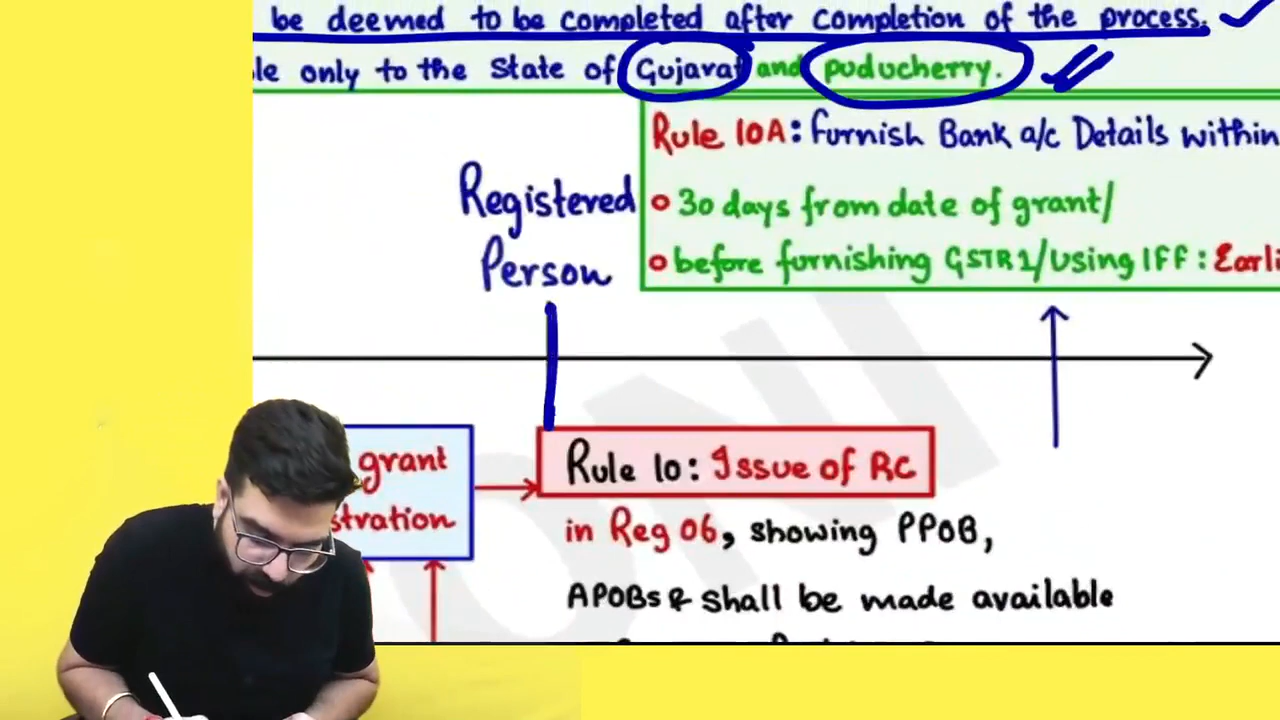 be deemed to be completed after completion of the process.
le only to the State of Gujarat and puducherry.
Rule 10A: Furnish Bank a/c Details within
30 days from date of grant/
before furnishing GSTR1/using IFF: Earli
Registered
Person
grant
stration
Rule 10: Issue of RC
in Reg 06, showing PPOB,
APOBs & shall be made available